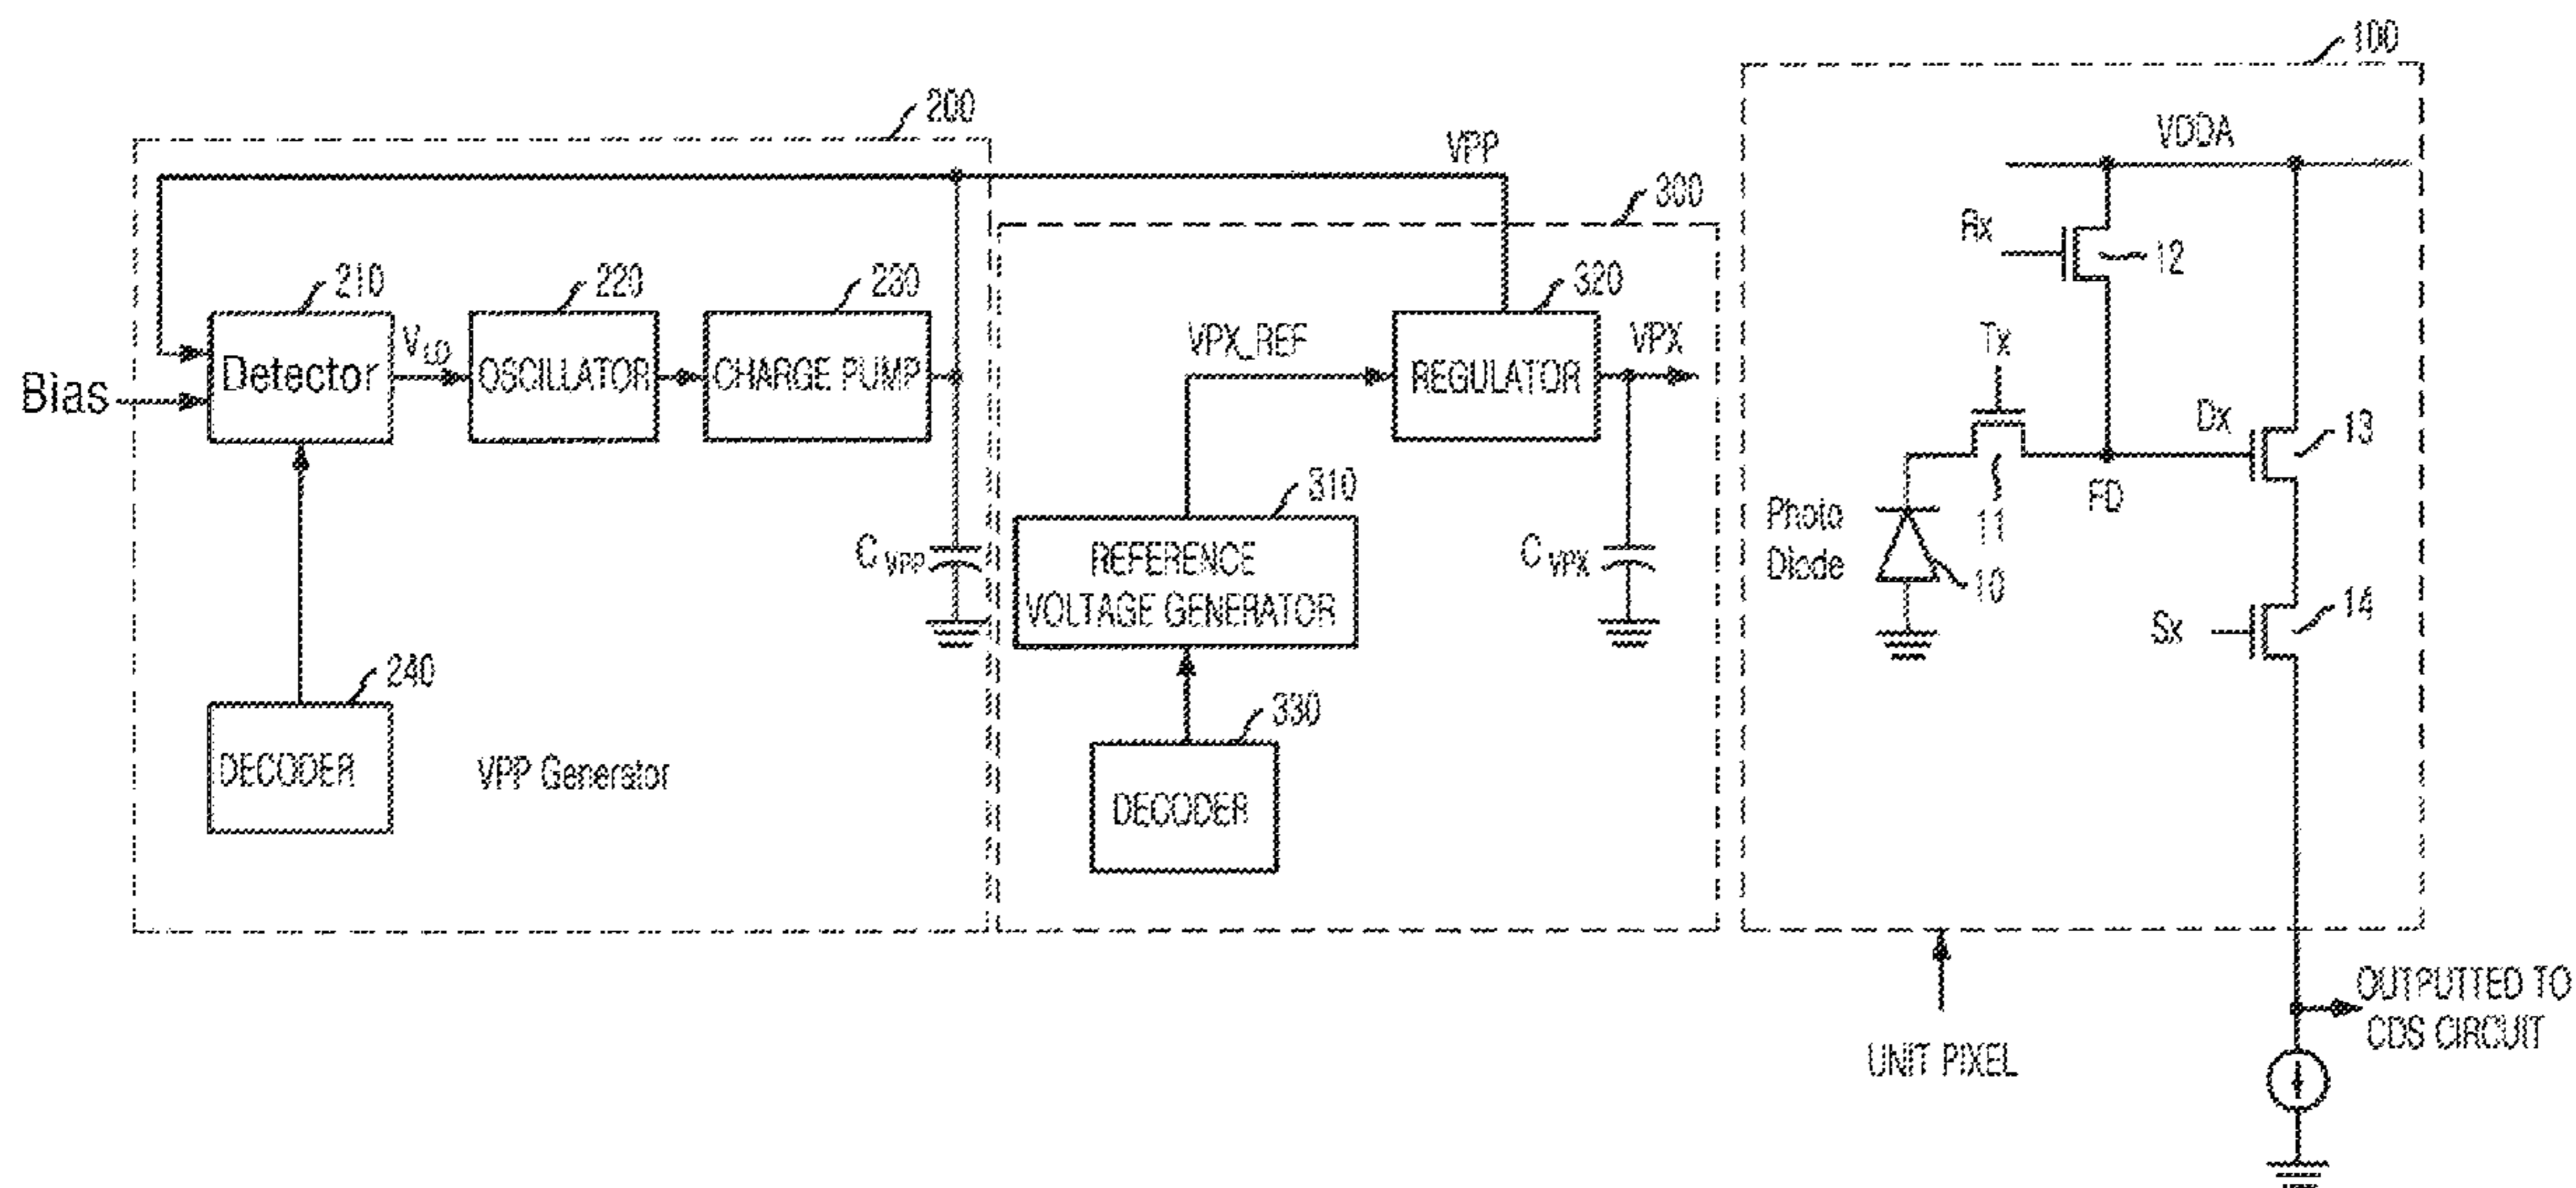 100
200
VPP
VDDA
300
Rx
12
210
220
230
320
VPX_REF
VPX
Tx
Bias
Detector
VLD
OSCILLATOR
CHARGE PUMP
REGULATOR
Dx
13
FD
310
Photo
Diode
11
10
CVPP
REFERENCE
VOLTAGE GENERATOR
CVPX
Sx
14
240
330
DECODER
VPP Generator
DECODER
UNIT PIXEL
OUTPUTTED TO
CDS CIRCUIT